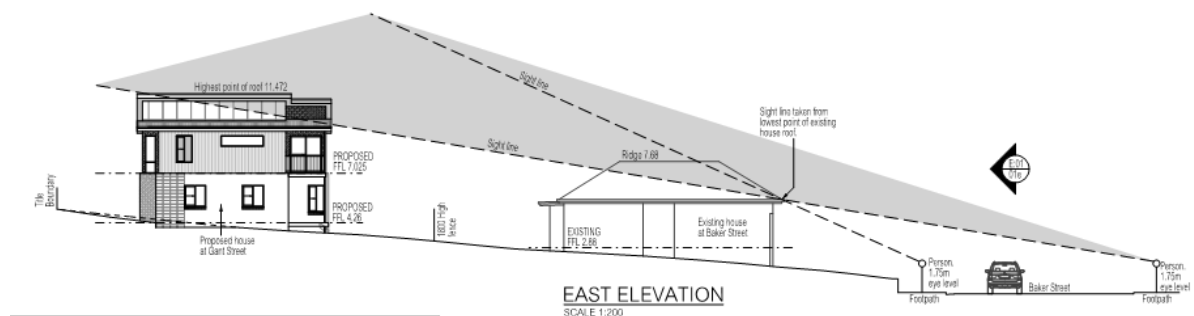 Highest point of roof 11.472
Sight line
Sight line
Sight line taken from
lowest point of existing
house roof.
Ridge 7.68
E:01
01e
PROPOSED
FFL 7.025
PROPOSED
FFL 4.26
Title
Boundary
1800 High
fence
Proposed house
at Gant Street
EXISTING
FFL 2.88
Existing house
at Baker Street
Person.
1.75m
eye level
Footpath
Baker Street
Person.
1.75m
eye level
Footpath
EAST ELEVATION
SCALE 1:200